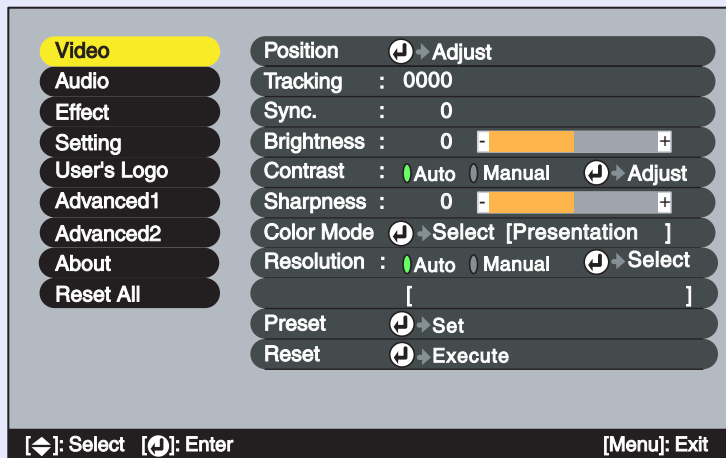 Video
Audio
Effect
Setting
User's Logo
Advanced1
Advanced2
About
Reset All
Position Adjust
Tracking : 0000
Sync. : 0
Brightness : 0 - +
Contrast : Auto Manual Adjust
Sharpness : 0 - +
Color Mode Select [Presentation ]
Resolution : Auto Manual Select
[ ]
Preset Set
Reset Execute
[ ]: Select [ ]: Enter [Menu]: Exit